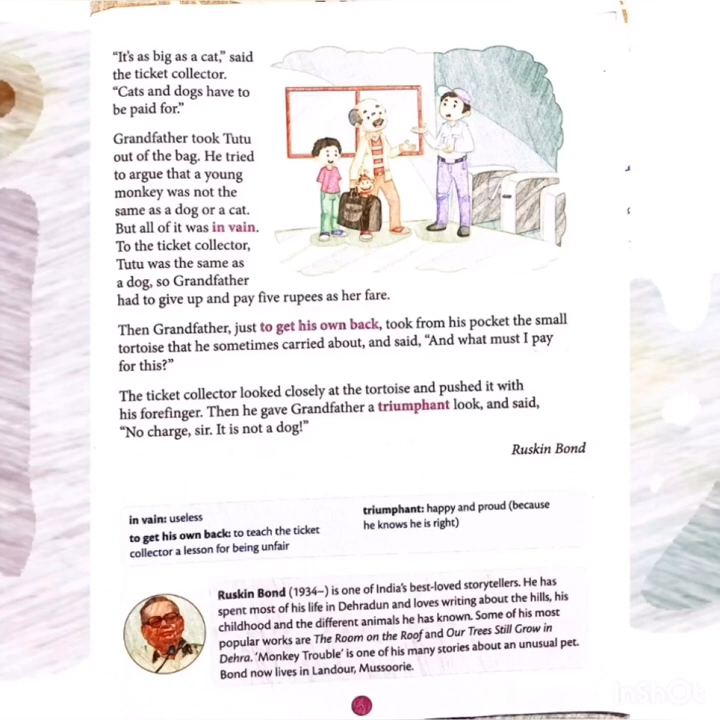 “It’s as big as a cat,” said
the ticket collector.
“Cats and dogs have to
be paid for.”
Grandfather took Tutu
out of the bag. He tried
to argue that a young
monkey was not the
same as a dog or a cat.
But all of it was in vain.
To the ticket collector,
Tutu was the same as
a dog, so Grandfather
had to give up and pay five rupees as her fare.
Then Grandfather, just to get his own back, took from his pocket the small
tortoise that he sometimes carried about, and said, “And what must I pay
for this?”
The ticket collector looked closely at the tortoise and pushed it with
his forefinger. Then he gave Grandfather a triumphant look, and said,
“No charge, sir. It is not a dog!”
Ruskin Bond
in vain: useless
to get his own back: to teach the ticket
collector a lesson for being unfair
triumphant: happy and proud (because
he knows he is right)
Ruskin Bond (1934–) is one of India’s best-loved storytellers. He has
spent most of his life in Dehradun and loves writing about the hills, his
childhood and the different animals he has known. Some of his most
popular works are The Room on the Roof and Our Trees Still Grow in
Dehra. ‘Monkey Trouble’ is one of his many stories about an unusual pet.
Bond now lives in Landour, Mussoorie.
InShOt